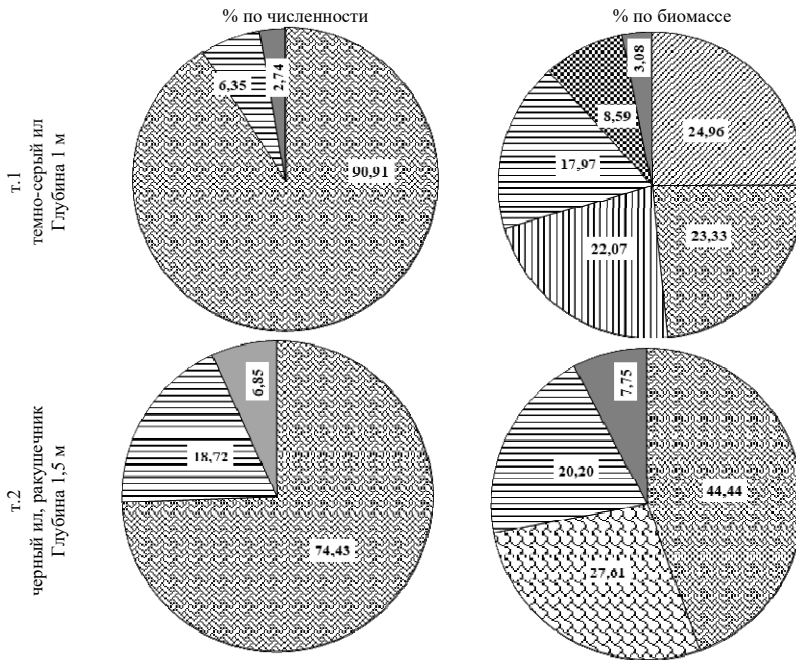 % по численности
% по биомассе
т.1
темно-серый ил
Глубина 1 м
6,35
2,74
90,91
3,08
8,59
24,96
17,97
23,33
22,07
т.2
черный ил, ракушечник
Глубина 1,5 м
6,85
18,72
74,43
7,75
20,20
44,44
27,61